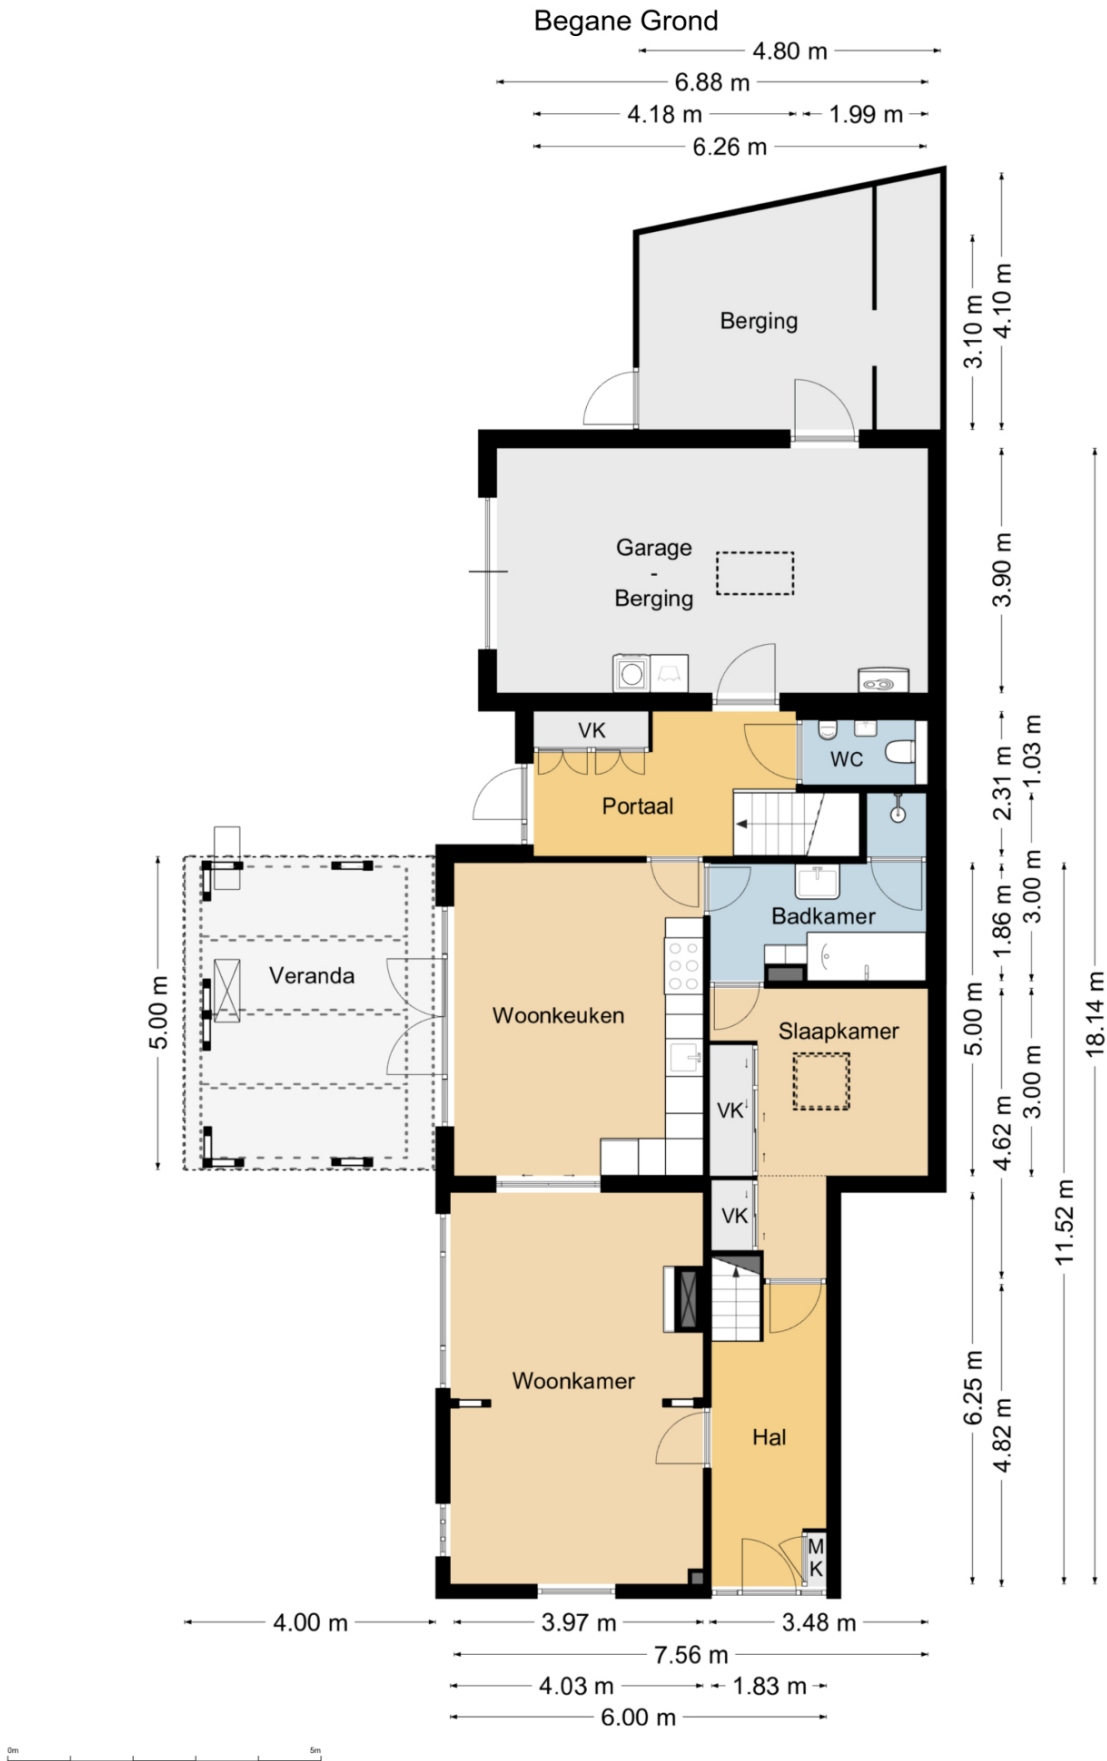 Begane Grond
4.80 m
6.88 m
4.18 m
1.99 m
6.26 m
Berging
3.10 m
4.10 m
Garage
-
Berging
3.90 m
VK
WC
Portaal
2.31 m
1.03 m
Badkamer
1.86 m
3.00 m
Veranda
5.00 m
Woonkeuken
Slaapkamer
5.00 m
18.14 m
VK
3.00 m
4.62 m
VK
11.52 m
Woonkamer
Hal
6.25 m
4.82 m
M
K
4.00 m
3.97 m
3.48 m
7.56 m
4.03 m
1.83 m
6.00 m
0m
5m